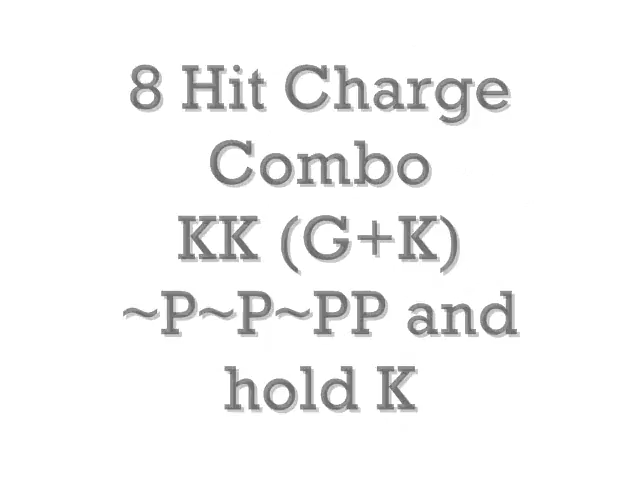 8 Hit Charge
Combo
KK (G+K)
~P~P~PP and
hold K